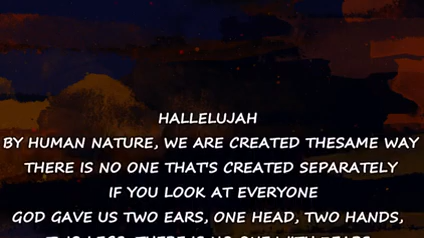 HALLELUJAH
BY HUMAN NATURE, WE ARE CREATED THESAME WAY
THERE IS NO ONE THAT'S CREATED SEPARATELY
IF YOU LOOK AT EVERYONE
GOD GAVE US TWO EARS, ONE HEAD, TWO HANDS,